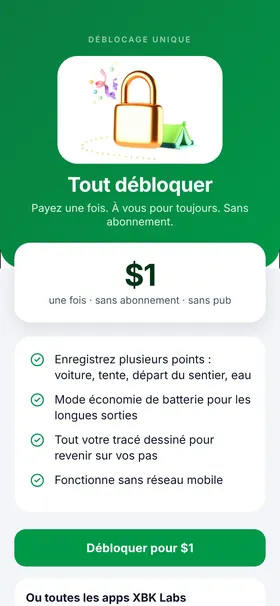 DÉBLOCAGE UNIQUE
Tout débloquer
Payez une fois. À vous pour toujours. Sans
abonnement.
$1
une fois · sans abonnement · sans pub
Enregistrez plusieurs points :
voiture, tente, départ du sentier, eau
Mode économie de batterie pour les
longues sorties
Tout votre tracé dessiné pour
revenir sur vos pas
Fonctionne sans réseau mobile
Débloquer pour $1
Ou toutes les apps XBK Labs